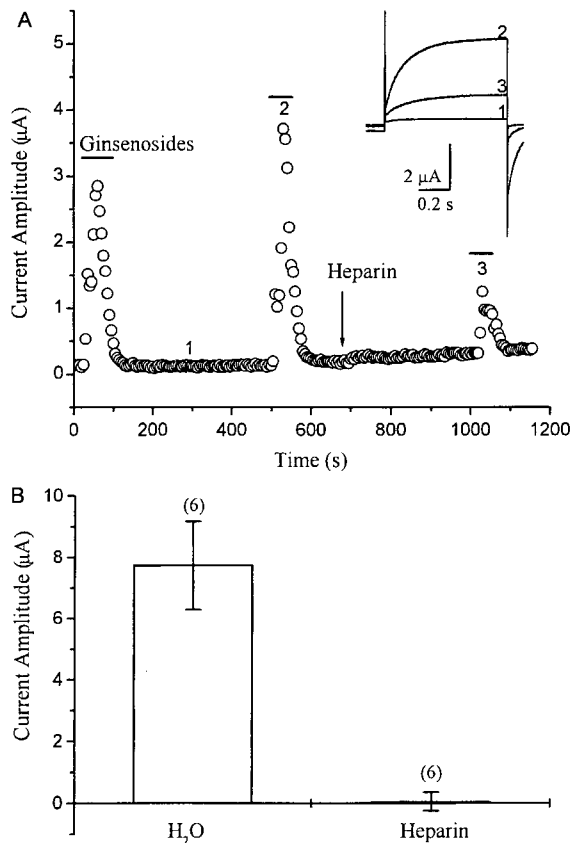 A
Current Amplitude (μA)
5
4
3
2
1
0
Ginsenosides
1
2
Heparin
3
2
3
1
2 μA
0.2 s
0
200
400
600
800
1000
1200
Time (s)
B
Current Amplitude (μA)
10
8
6
4
2
0
(6)
(6)
H₂O
Heparin